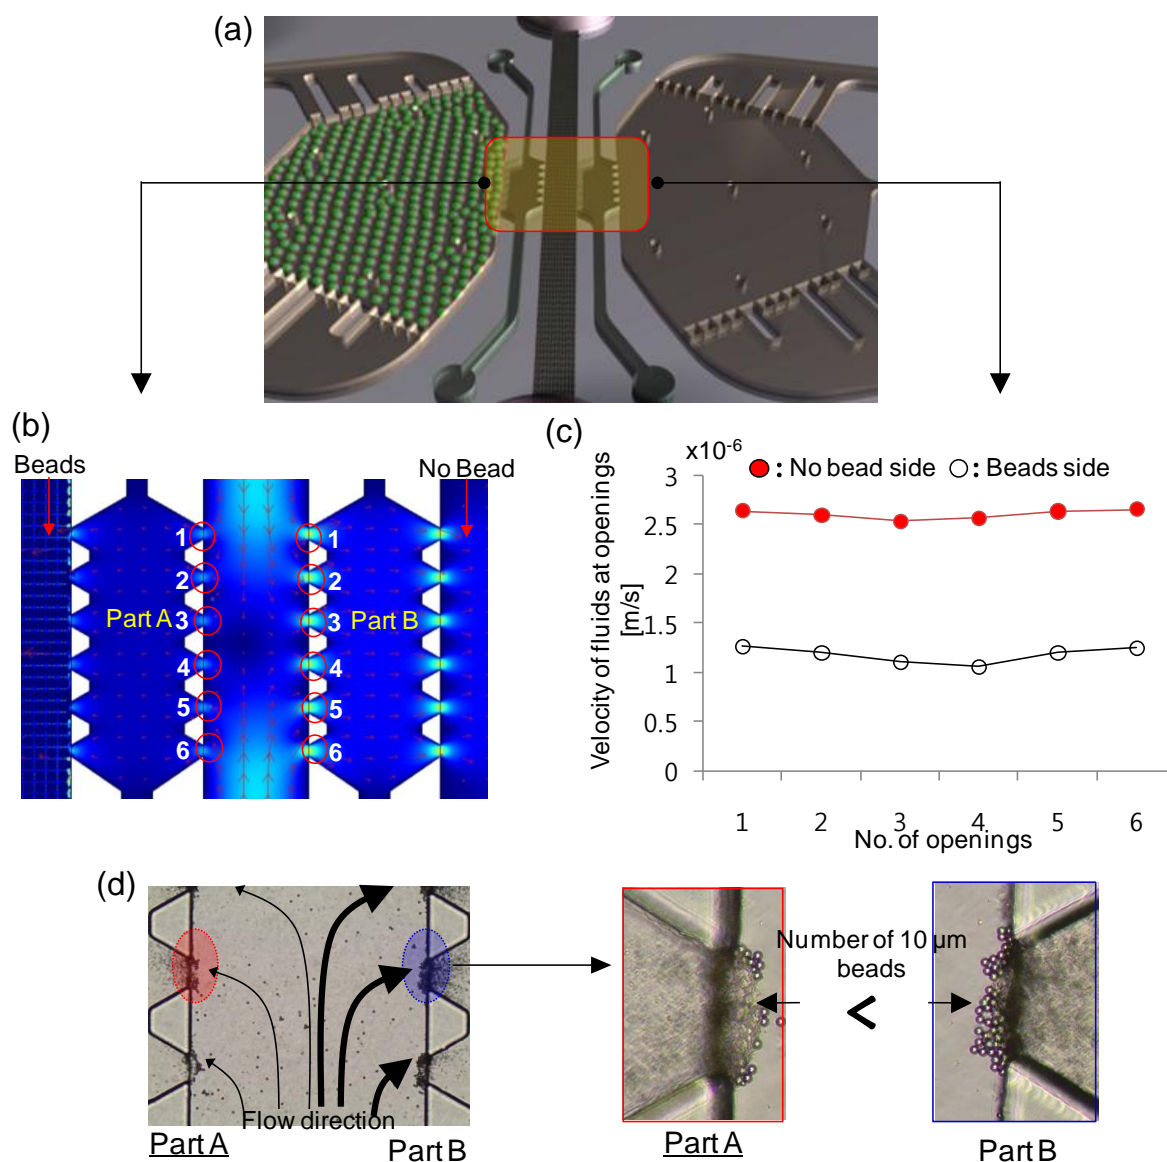 (a)
(b)
Beads
No Bead
1 1
2 2
Part A 3 3 Part B
4 4
5 5
6 6
(c)
x10-6
: No bead side : Beads side
Velocity of fluids at openings
[m/s]
3
2.5
2
1.5
1
0.5
0
1 2 3 4 5 6
No. of openings
(d)
Flow direction
Part A
Part B
Number of 10 µm
beads
<
Part A
Part B